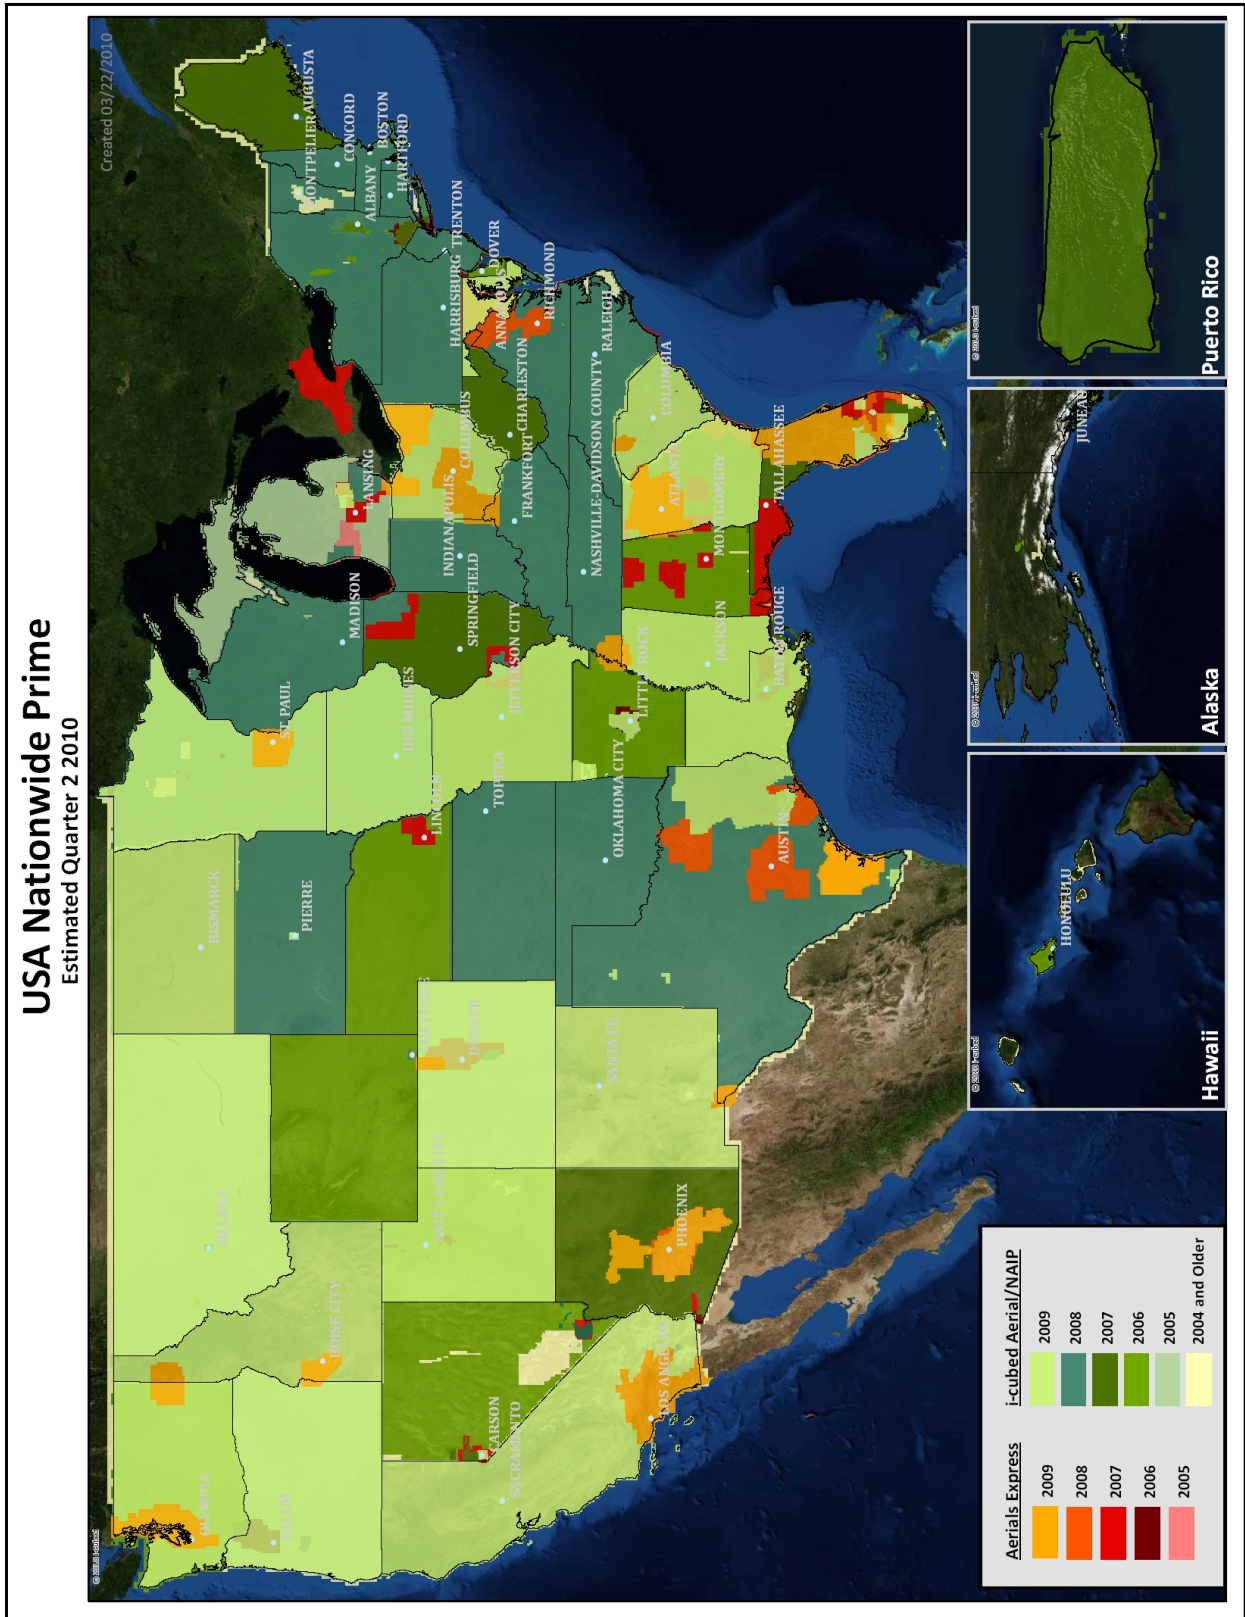 USA Nationwide Prime
Estimated Quarter 2 2010
Created 03/22/2010
OLYMPIA
SALEM
HELENA
BOISE CITY
BISMARCK
PIERRE
ST. PAUL
MADISON
LANSING
MONTPELIER
AUGUSTA
CONCORD
BOSTON
ALBANY
HARTFORD
TRENTON
HARRISBURG
DOVER
ANNAPOLIS
RICHMOND
CARSON
SACRAMENTO
SALT LAKE CITY
CHEYENNE
DENVER
LINCOLN
DES MOINES
TOPEKA
JEFFERSON CITY
SPRINGFIELD
INDIANAPOLIS
COLUMBUS
FRANKFORT
CHARLESTON
NASHVILLE-DAVIDSON COUNTY
RALEIGH
COLUMBIA
LOS ANGELES
PHOENIX
SANTA FE
OKLAHOMA CITY
LITTLE ROCK
JACKSON
MONTGOMERY
ATLANTA
TALLAHASSEE
BATON ROUGE
AUSTIN
Aerials Express
2009
2008
2007
2006
2005
i-cubed Aerial/NAIP
2009
2008
2007
2006
2005
2004 and Older
HONOLULU
Hawaii
JUNEAU
Alaska
Puerto Rico